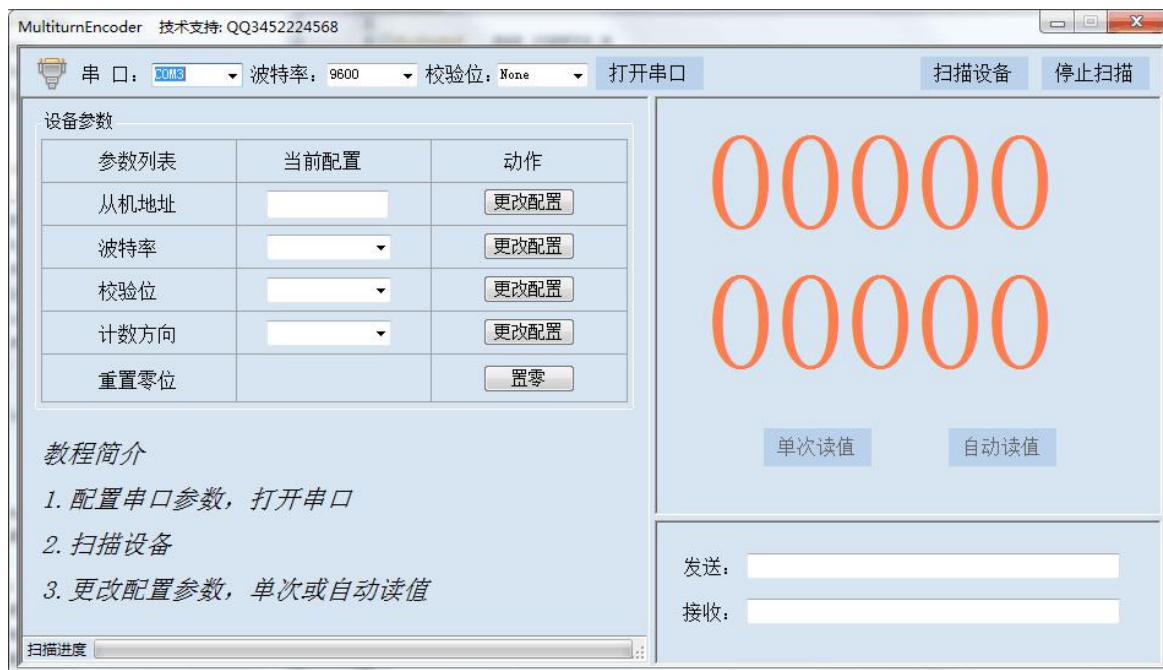 MultiturnEncoder 技术支持: QQ3452224568
串 口: COM3 波特率: 9600 校验位: None 打开串口 扫描设备 停止扫描
设备参数
参数列表 当前配置 动作
从机地址 更改配置
波特率 更改配置
校验位 更改配置
计数方向 更改配置
重置零位 置零
教程简介
1. 配置串口参数，打开串口
2. 扫描设备
3. 更改配置参数，单次或自动读值
扫描进度
00000
00000
单次读值 自动读值
发送:
接收: